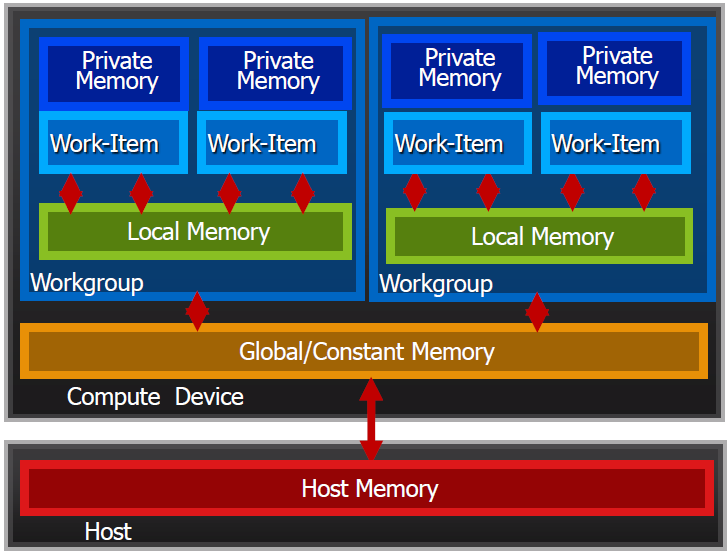 Private
Memory
Private
Memory
Private
Memory
Private
Memory
Work-Item
Work-Item
Work-Item
Work-Item
Local Memory
Local Memory
Workgroup
Workgroup
Global/Constant Memory
Compute Device
Host Memory
Host